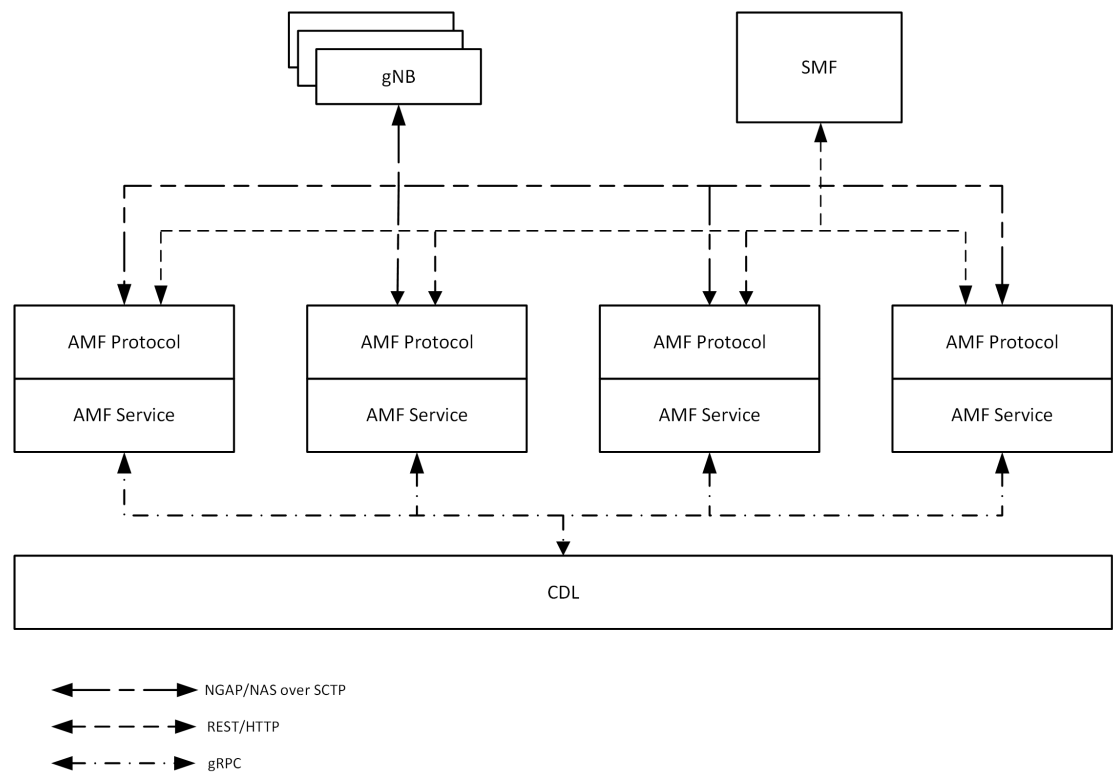 gNB
SMF
AMF Protocol
AMF Protocol
AMF Protocol
AMF Protocol
AMF Service
AMF Service
AMF Service
AMF Service
CDL
NGAP/NAS over SCTP
REST/HTTP
gRPC